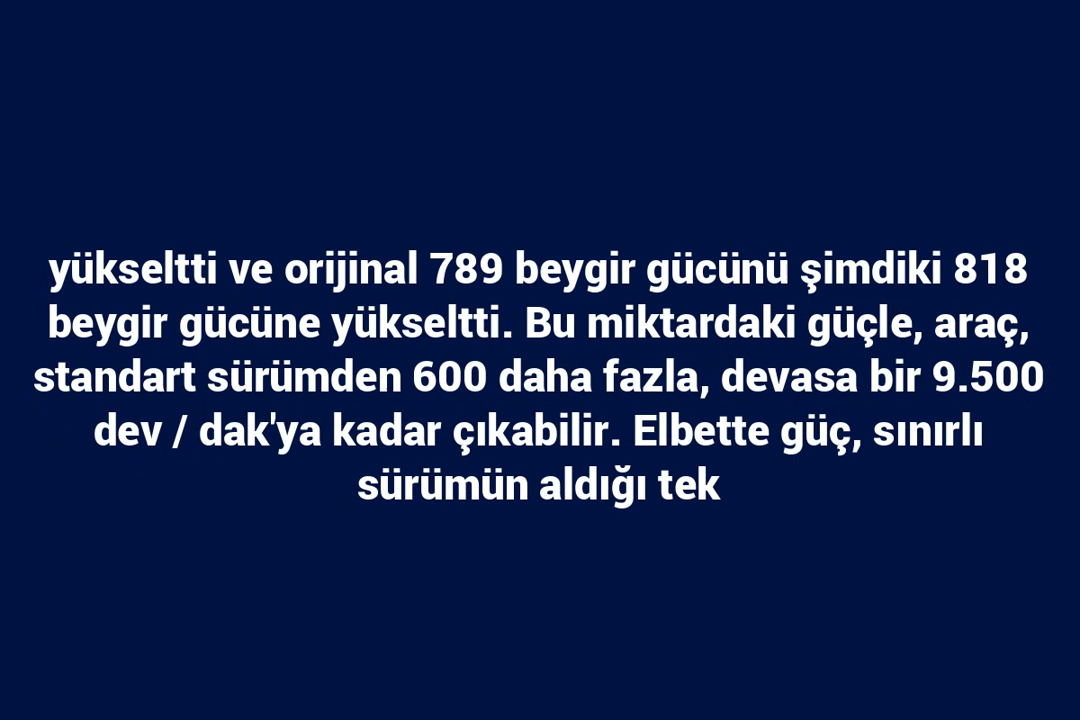 yükseltti ve orijinal 789 beygir gücünü şimdiki 818
beygir gücüne yükseltti. Bu miktardaki güçle, araç,
standart sürümden 600 daha fazla, devasa bir 9.500
dev / dak'ya kadar çıkabilir. Elbette güç, sınırlı
sürümün aldığı tek